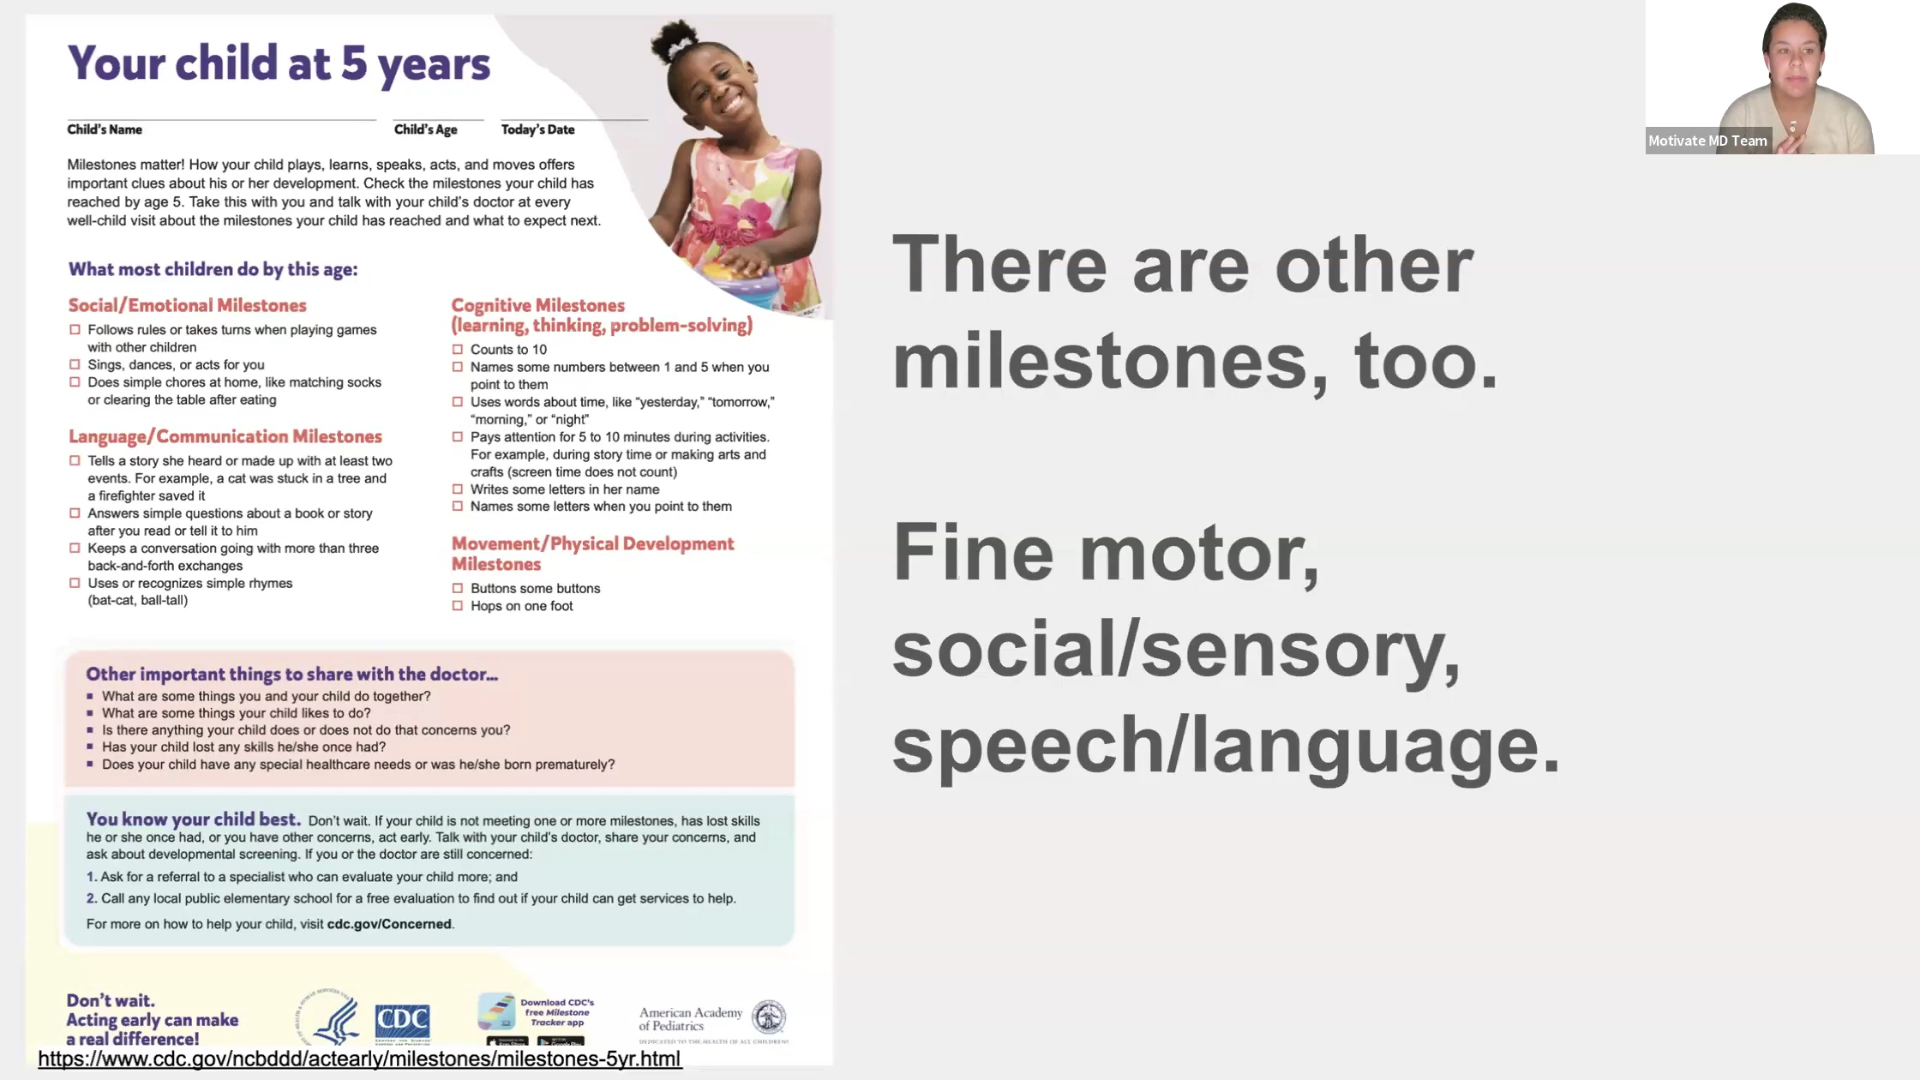 Your child at 5 years
Child's Name
Child's Age
Today's Date
Milestones matter! How your child plays, learns, speaks, acts, and moves offers
important clues about his or her development. Check the milestones your child has
reached by age 5. Take this with you and talk with your child's doctor at every
well-child visit about the milestones your child has reached and what to expect next.
What most children do by this age:
Social/Emotional Milestones
Follows rules or takes turns when playing games
with other children
Sings, dances, or acts for you
Does simple chores at home, like matching socks
or clearing the table after eating
Language/Communication Milestones
Tells a story she heard or made up with at least two
events. For example, a cat was stuck in a tree and
a firefighter saved it
Answers simple questions about a book or story
after you read or tell it to him
Keeps a conversation going with more than three
back-and-forth exchanges
Uses or recognizes simple rhymes
(bat-cat, ball-tall)
Cognitive Milestones
(learning, thinking, problem-solving)
Counts to 10
Names some numbers between 1 and 5 when you
point to them
Uses words about time, like "yesterday," "tomorrow,"
"morning," or "night"
Pays attention for 5 to 10 minutes during activities.
For example, during story time or making arts and
crafts (screen time does not count)
Writes some letters in her name
Names some letters when you point to them
Movement/Physical Development
Milestones
Buttons some buttons
Hops on one foot
Other important things to share with the doctor...
What are some things you and your child do together?
What are some things your child likes to do?
Is there anything your child does or does not do that concerns you?
Has your child lost any skills he/she once had?
Does your child have any special healthcare needs or was he/she born prematurely?
You know your child best. Don't wait. If your child is not meeting one or more milestones, has lost skills
he or she once had, or you have other concerns, act early. Talk with your child's doctor, share your concerns, and
ask about developmental screening. If you or the doctor are still concerned:
1. Ask for a referral to a specialist who can evaluate your child more; and
2. Call any local public elementary school for a free evaluation to find out if your child can get services to help.
For more on how to help your child, visit cdc.gov/Concerned.
Don't wait.
Acting early can make
a real difference!
CDC
Download CDC's
free Milestone
Tracker app
American Academy
of Pediatrics
DEDICATED TO THE HEALTH OF ALL CHILDREN
https://www.cdc.gov/ncbddd/actearly/milestones/milestones-5yr.html
There are other
milestones, too.
Fine motor,
social/sensory,
speech/language.
Motivate MD Team